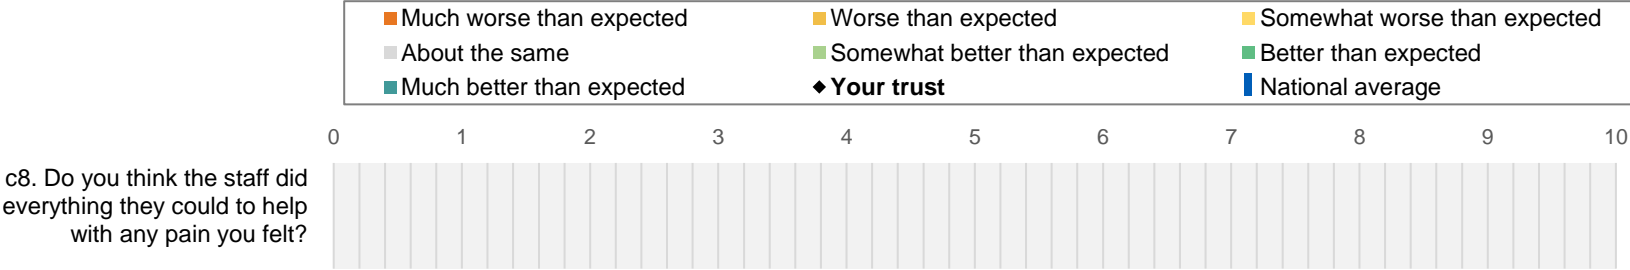 Much worse than expected Worse than expected Somewhat worse than expected
About the same Somewhat better than expected Better than expected
Much better than expected Your trust National average
0 1 2 3 4 5 6 7 8 9 10
c8. Do you think the staff did
everything they could to help
with any pain you felt?